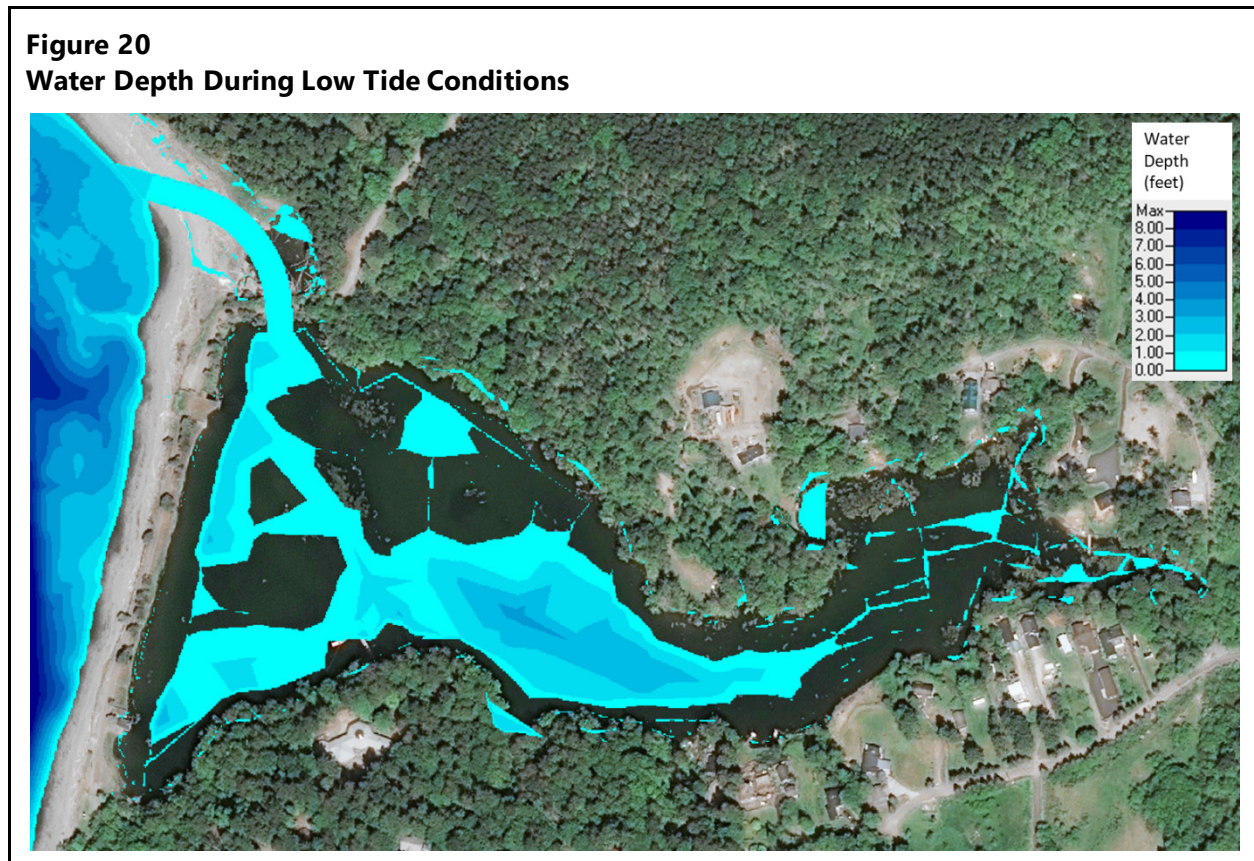 Figure 20
Water Depth During Low Tide Conditions
Water
Depth
(feet)
Max
8.00
7.00
6.00
5.00
4.00
3.00
2.00
1.00
0.00